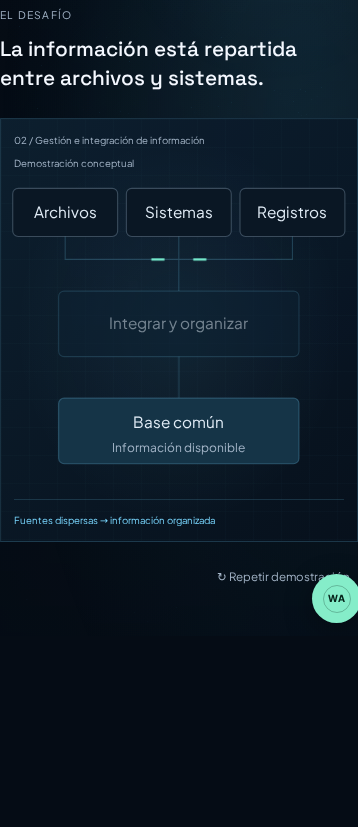 EL DESAFÍO
La información está repartida
entre archivos y sistemas.
02 / Gestión e integración de información
Demostración conceptual
Archivos
Sistemas
Registros
Integrar y organizar
Base común
Información disponible
Fuentes dispersas → información organizada
↻ Repetir demostración
WA